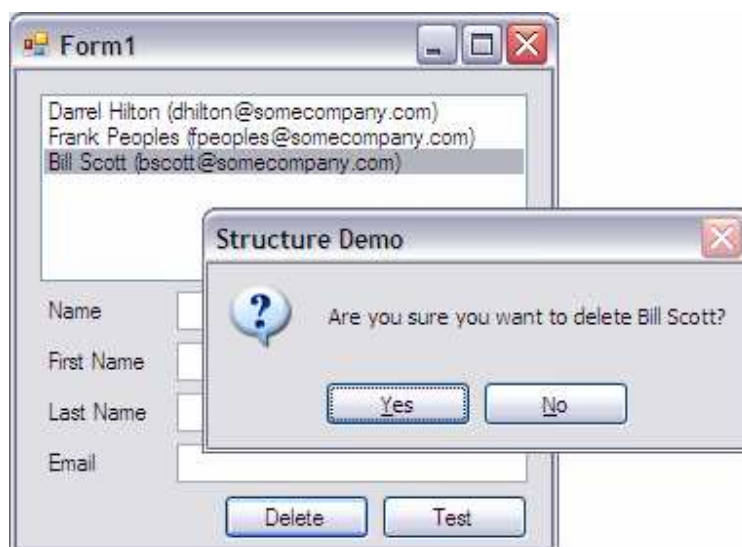 Form1
Darrel Hilton (dhilton@somecompany.com)
Frank Peoples (fpeoples@somecompany.com)
Bill Scott (bscott@somecompany.com)
Structure Demo
Are you sure you want to delete Bill Scott?
Yes No
Name
First Name
Last Name
Email
Delete Test